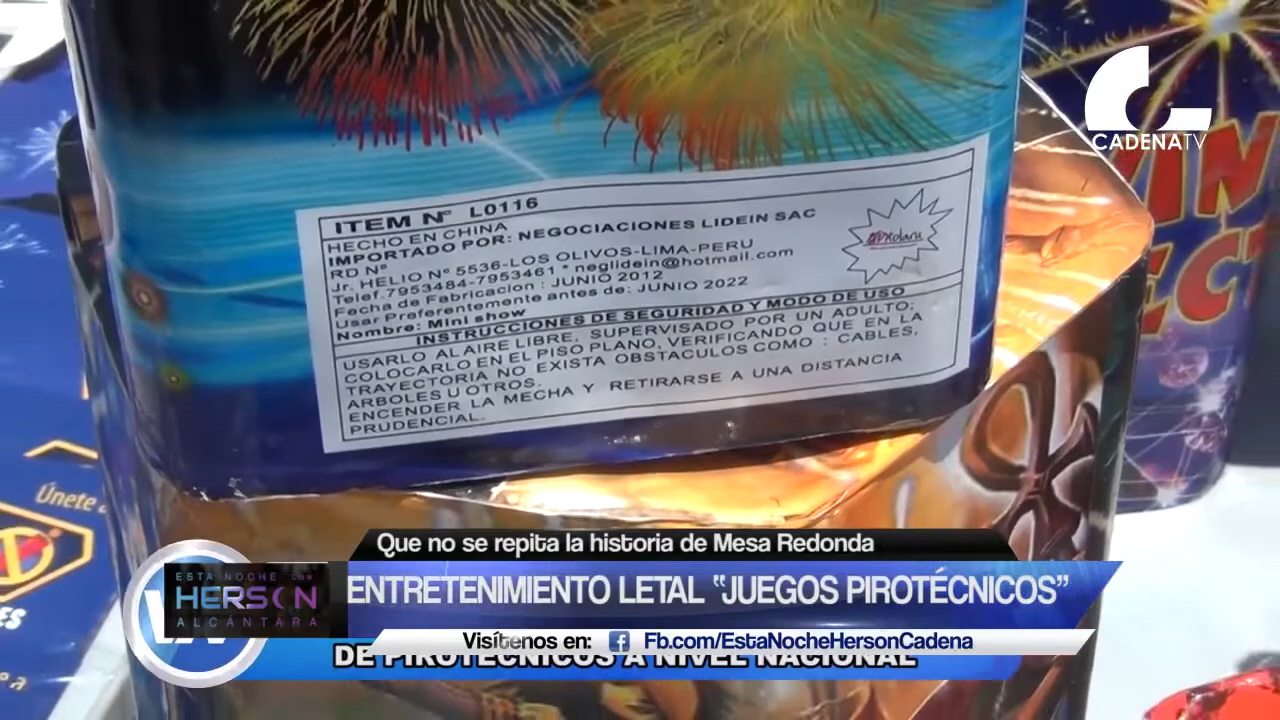 CADENATV
ITEM Nº L0116
HECHO EN CHINA
IMPORTADO POR: NEGOCIACIONES LIDEIN SAC
RD Nº
Jr. HELIO Nº 5536-LOS OLIVOS-LIMA-PERU
Telef.7953484-7953461 * neglidein@hotmail.com
Fecha de Fabricacion : JUNIO 2012
Usar Preferentemente antes de: JUNIO 2022
Nombre: Mini show
INSTRUCCIONES DE SEGURIDAD Y MODO DE USO
USARLO AL AIRE LIBRE, SUPERVISADO POR UN ADULTO;
COLOCARLO EN EL PISO PLANO, VERIFICANDO QUE EN LA
TRAYECTORIA NO EXISTA OBSTACULOS COMO : CABLES,
ARBOLES U OTROS.
ENCENDER LA MECHA Y RETIRARSE A UNA DISTANCIA
PRUDENCIAL.
Únete
Que no se repita la historia de Mesa Redonda
ENTRETENIMIENTO LETAL “JUEGOS PIROTÉCNICOS”
ESTA NOCHE con
HERSON
ALCÁNTARA
Visítenos en: Fb.com/EstaNocheHersonCadena
DE PIROTECNICOS A NIVEL NACIONAL